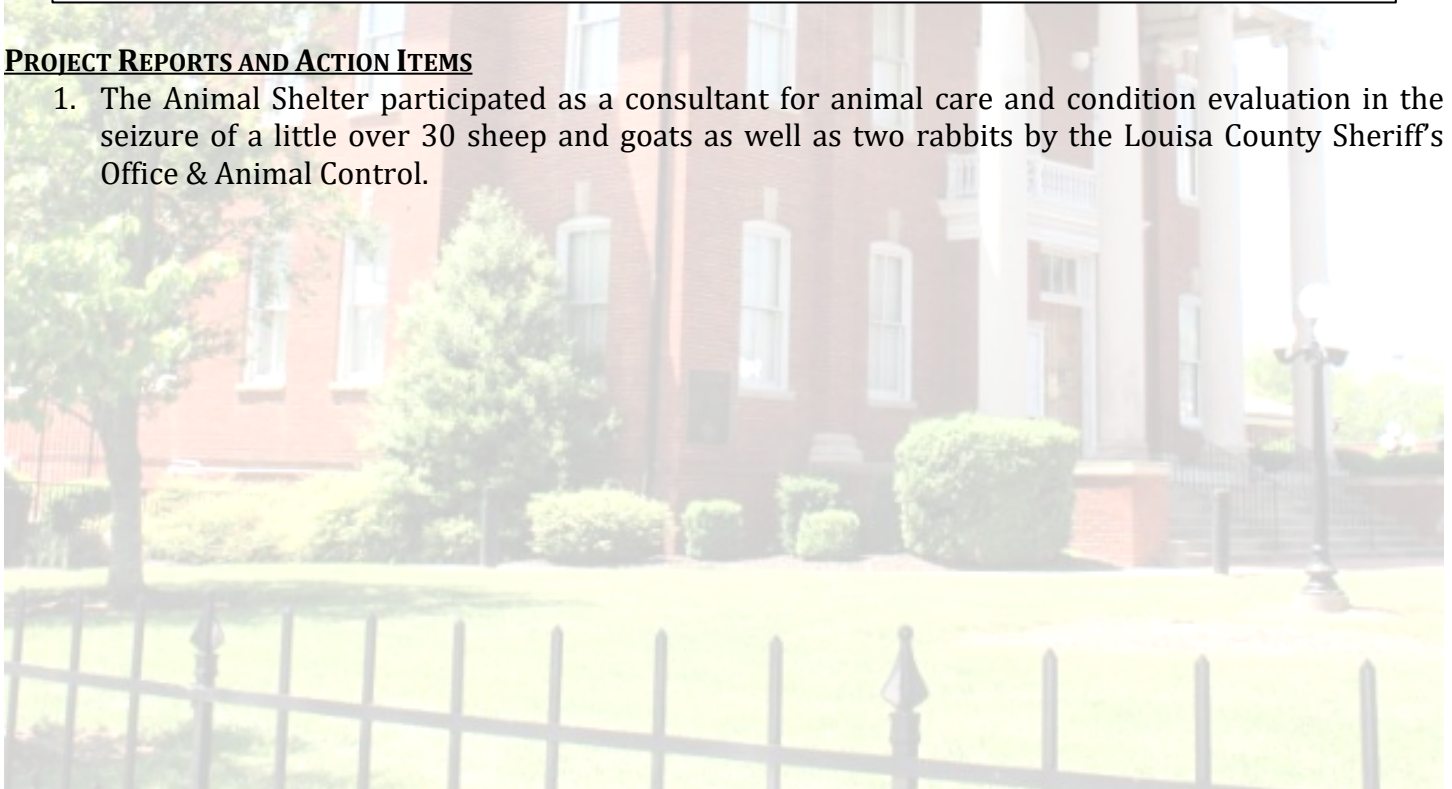 PROJECT REPORTS AND ACTION ITEMS
1. The Animal Shelter participated as a consultant for animal care and condition evaluation in the
seizure of a little over 30 sheep and goats as well as two rabbits by the Louisa County Sheriff’s
Office & Animal Control.